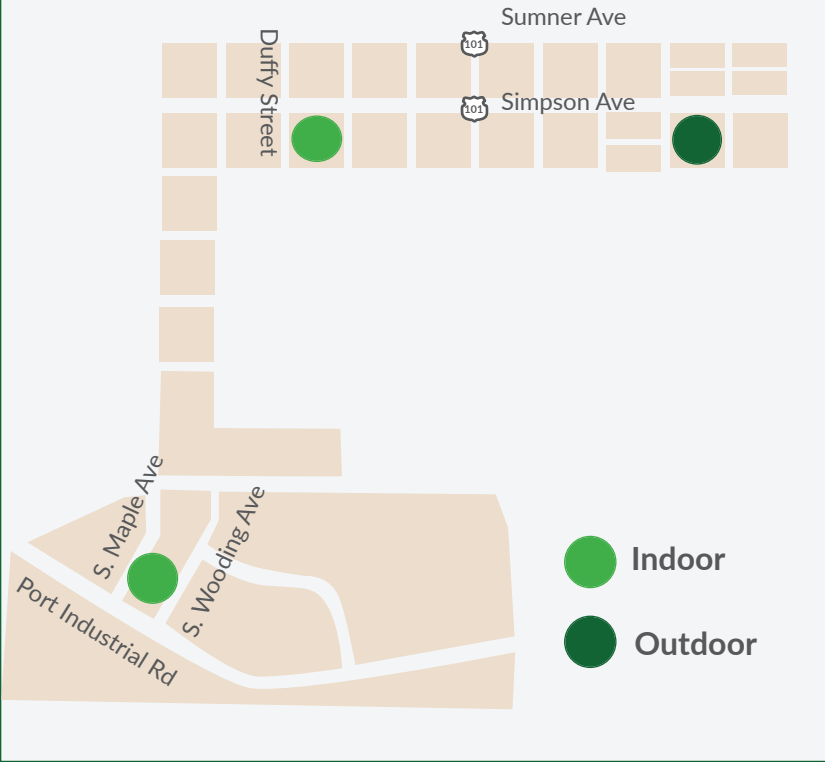 Sumner Ave
101
Duffy Street
101
Simpson Ave
S. Maple Ave
S. Wooding Ave
Port Industrial Rd
Indoor
Outdoor